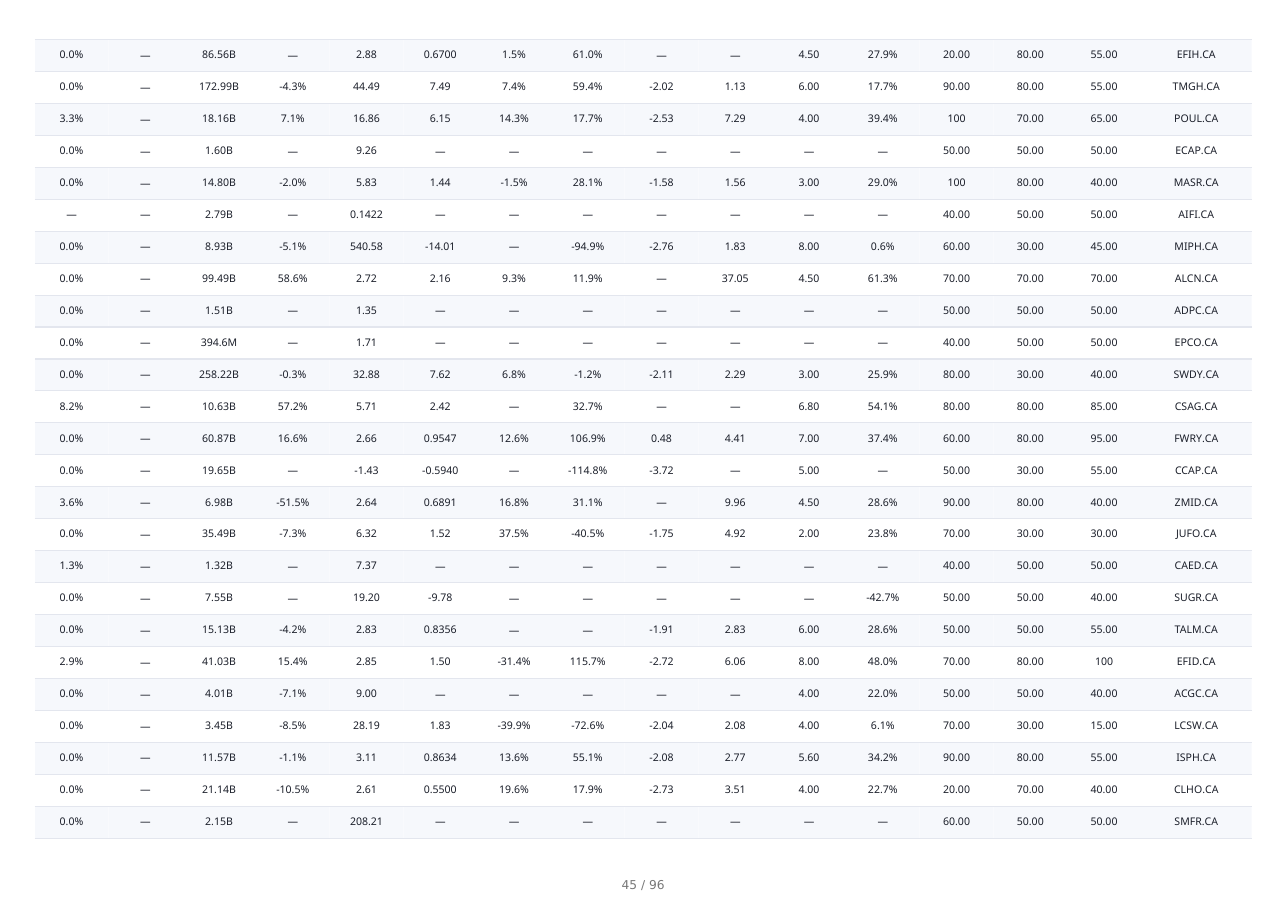 0.0% — 86.56B — 2.88 0.6700 1.5% 61.0% — — 4.50 27.9% 20.00 80.00 55.00 EFIH.CA
0.0% — 172.99B -4.3% 44.49 7.49 7.4% 59.4% -2.02 1.13 6.00 17.7% 90.00 80.00 55.00 TMGH.CA
3.3% — 18.16B 7.1% 16.86 6.15 14.3% 17.7% -2.53 7.29 4.00 39.4% 100 70.00 65.00 POUL.CA
0.0% — 1.60B — 9.26 — — — — — — — 50.00 50.00 50.00 ECAP.CA
0.0% — 14.80B -2.0% 5.83 1.44 -1.5% 28.1% -1.58 1.56 3.00 29.0% 100 80.00 40.00 MASR.CA
— — 2.79B — 0.1422 — — — — — — — 40.00 50.00 50.00 AIFI.CA
0.0% — 8.93B -5.1% 540.58 -14.01 — -94.9% -2.76 1.83 8.00 0.6% 60.00 30.00 45.00 MIPH.CA
0.0% — 99.49B 58.6% 2.72 2.16 9.3% 11.9% — 37.05 4.50 61.3% 70.00 70.00 70.00 ALCN.CA
0.0% — 1.51B — 1.35 — — — — — — — 50.00 50.00 50.00 ADPC.CA
0.0% — 394.6M — 1.71 — — — — — — — 40.00 50.00 50.00 EPCO.CA
0.0% — 258.22B -0.3% 32.88 7.62 6.8% -1.2% -2.11 2.29 3.00 25.9% 80.00 30.00 40.00 SWDY.CA
8.2% — 10.63B 57.2% 5.71 2.42 — 32.7% — — 6.80 54.1% 80.00 80.00 85.00 CSAG.CA
0.0% — 60.87B 16.6% 2.66 0.9547 12.6% 106.9% 0.48 4.41 7.00 37.4% 60.00 80.00 95.00 FWRY.CA
0.0% — 19.65B — -1.43 -0.5940 — -114.8% -3.72 — 5.00 — 50.00 30.00 55.00 CCAP.CA
3.6% — 6.98B -51.5% 2.64 0.6891 16.8% 31.1% — 9.96 4.50 28.6% 90.00 80.00 40.00 ZMID.CA
0.0% — 35.49B -7.3% 6.32 1.52 37.5% -40.5% -1.75 4.92 2.00 23.8% 70.00 30.00 30.00 JUFO.CA
1.3% — 1.32B — 7.37 — — — — — — — 40.00 50.00 50.00 CAED.CA
0.0% — 7.55B — 19.20 -9.78 — — — — — -42.7% 50.00 50.00 40.00 SUGR.CA
0.0% — 15.13B -4.2% 2.83 0.8356 — — -1.91 2.83 6.00 28.6% 50.00 50.00 55.00 TALM.CA
2.9% — 41.03B 15.4% 2.85 1.50 -31.4% 115.7% -2.72 6.06 8.00 48.0% 70.00 80.00 100 EFID.CA
0.0% — 4.01B -7.1% 9.00 — — — — — 4.00 22.0% 50.00 50.00 40.00 ACGC.CA
0.0% — 3.45B -8.5% 28.19 1.83 -39.9% -72.6% -2.04 2.08 4.00 6.1% 70.00 30.00 15.00 LCSW.CA
0.0% — 11.57B -1.1% 3.11 0.8634 13.6% 55.1% -2.08 2.77 5.60 34.2% 90.00 80.00 55.00 ISPH.CA
0.0% — 21.14B -10.5% 2.61 0.5500 19.6% 17.9% -2.73 3.51 4.00 22.7% 20.00 70.00 40.00 CLHO.CA
0.0% — 2.15B — 208.21 — — — — — — — 60.00 50.00 50.00 SMFR.CA
45 / 96